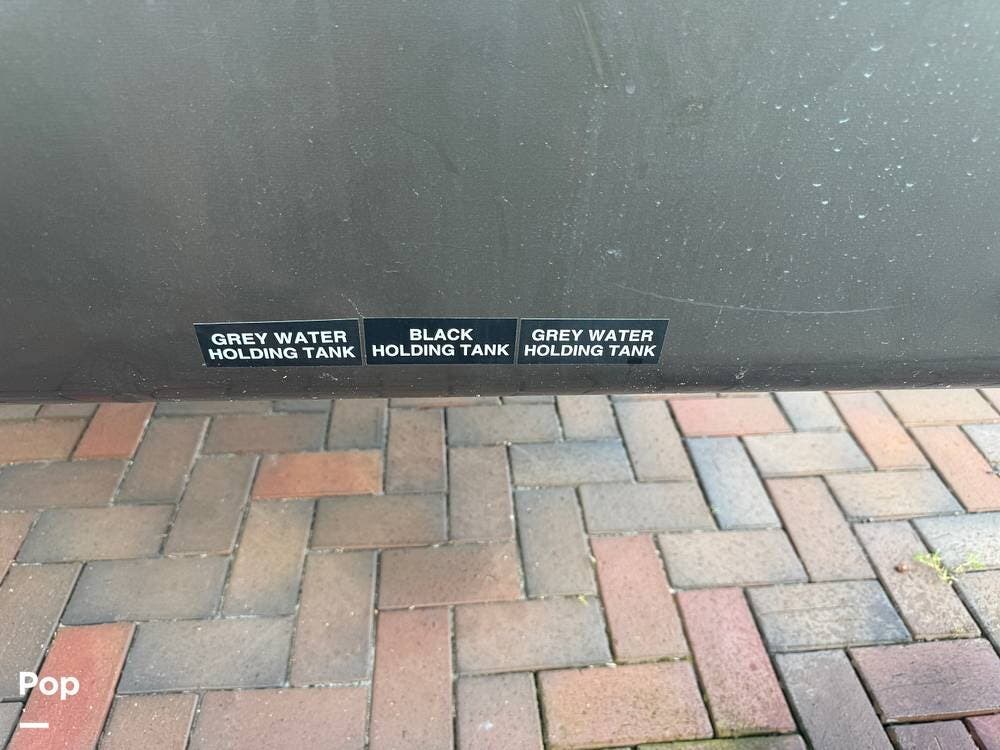 GREY WATER
HOLDING TANK
BLACK
HOLDING TANK
GREY WATER
HOLDING TANK
Pop